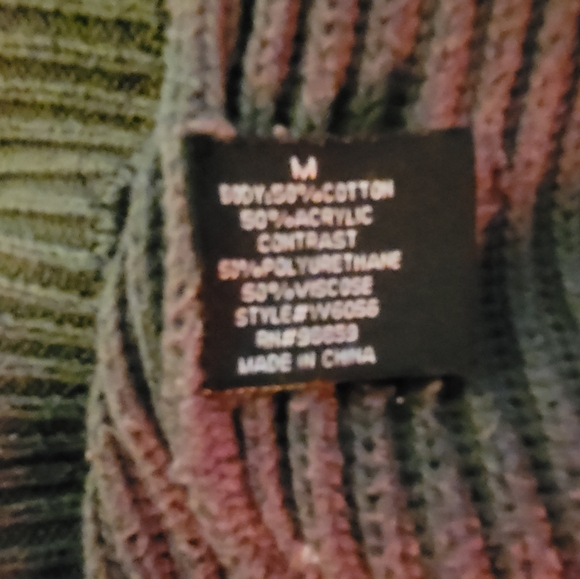 M
BODY:50%COTTON
50%ACRYLIC
CONTRAST
50%POLYURETHANE
50%VISCOSE
MADE IN CHINA